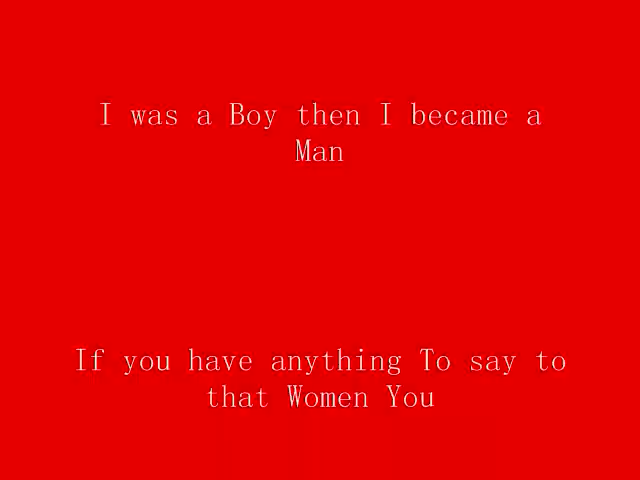 I was a Boy then I became a
Man
If you have anything To say to
that Women You